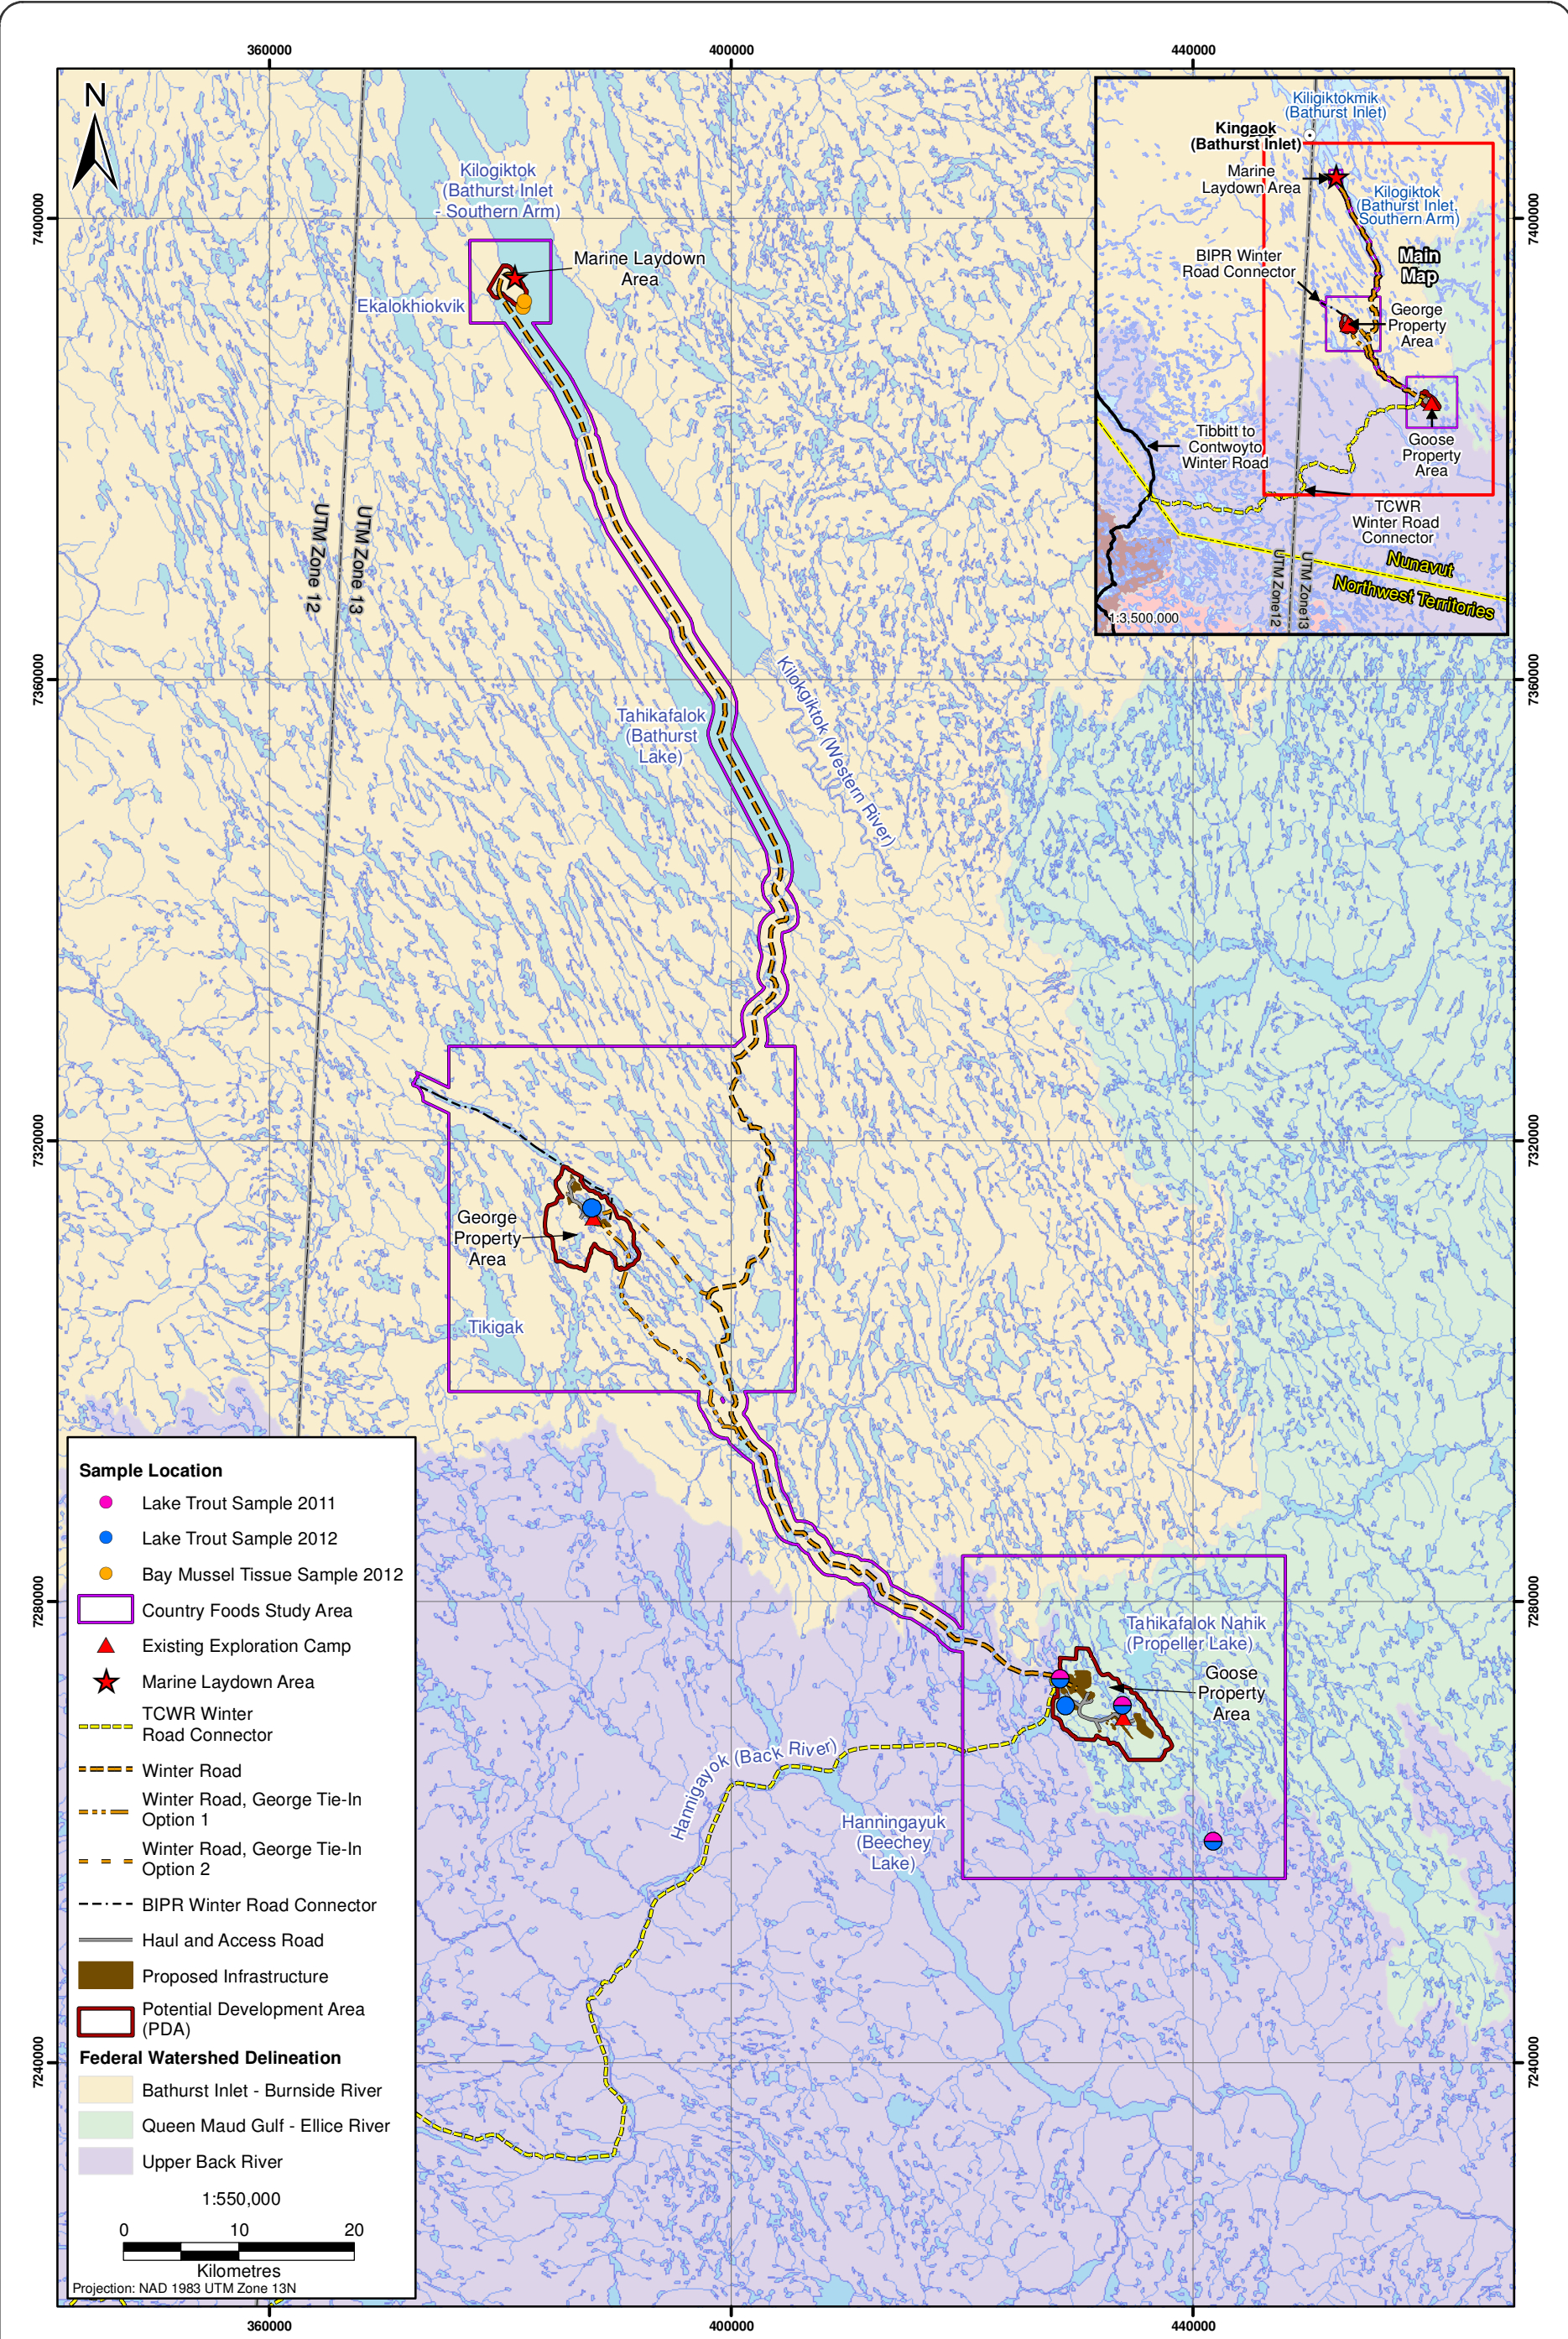 360000
400000
440000
N
7400000
7360000
7320000
7280000
7240000
7400000
7360000
7320000
7280000
7240000
Kilogiktok
(Bathurst Inlet
- Southern Arm)
Marine Laydown
Area
Ekalokhiokvik
UTM Zone 12
UTM Zone 13
Tahikafalok
(Bathurst
Lake)
Kilokgiktok (Western River)
George
Property
Area
Tikigak
Tahikafalok Nahik
(Propeller Lake)
Goose
Property
Area
Hannigayok (Back River)
Hanningayuk
(Beechey
Lake)
Kiligiktokmik
(Bathurst Inlet)
Kingaok
(Bathurst Inlet)
Marine
Laydown Area
Kilogiktok
(Bathurst Inlet,
Southern Arm)
BIPR Winter
Road Connector
Main
Map
George
Property
Area
Tibbitt to
Contwoyto
Winter Road
Goose
Property
Area
TCWR
Winter Road
Connector
UTM Zone12
UTM Zone13
Nunavut
Northwest Territories
1:3,500,000
Sample Location
Lake Trout Sample 2011
Lake Trout Sample 2012
Bay Mussel Tissue Sample 2012
Country Foods Study Area
Existing Exploration Camp
Marine Laydown Area
TCWR Winter
Road Connector
Winter Road
Winter Road, George Tie-In
Option 1
Winter Road, George Tie-In
Option 2
BIPR Winter Road Connector
Haul and Access Road
Proposed Infrastructure
Potential Development Area
(PDA)
Federal Watershed Delineation
Bathurst Inlet - Burnside River
Queen Maud Gulf - Ellice River
Upper Back River
1:550,000
0 10 20
Kilometres
Projection: NAD 1983 UTM Zone 13N
360000
400000
440000